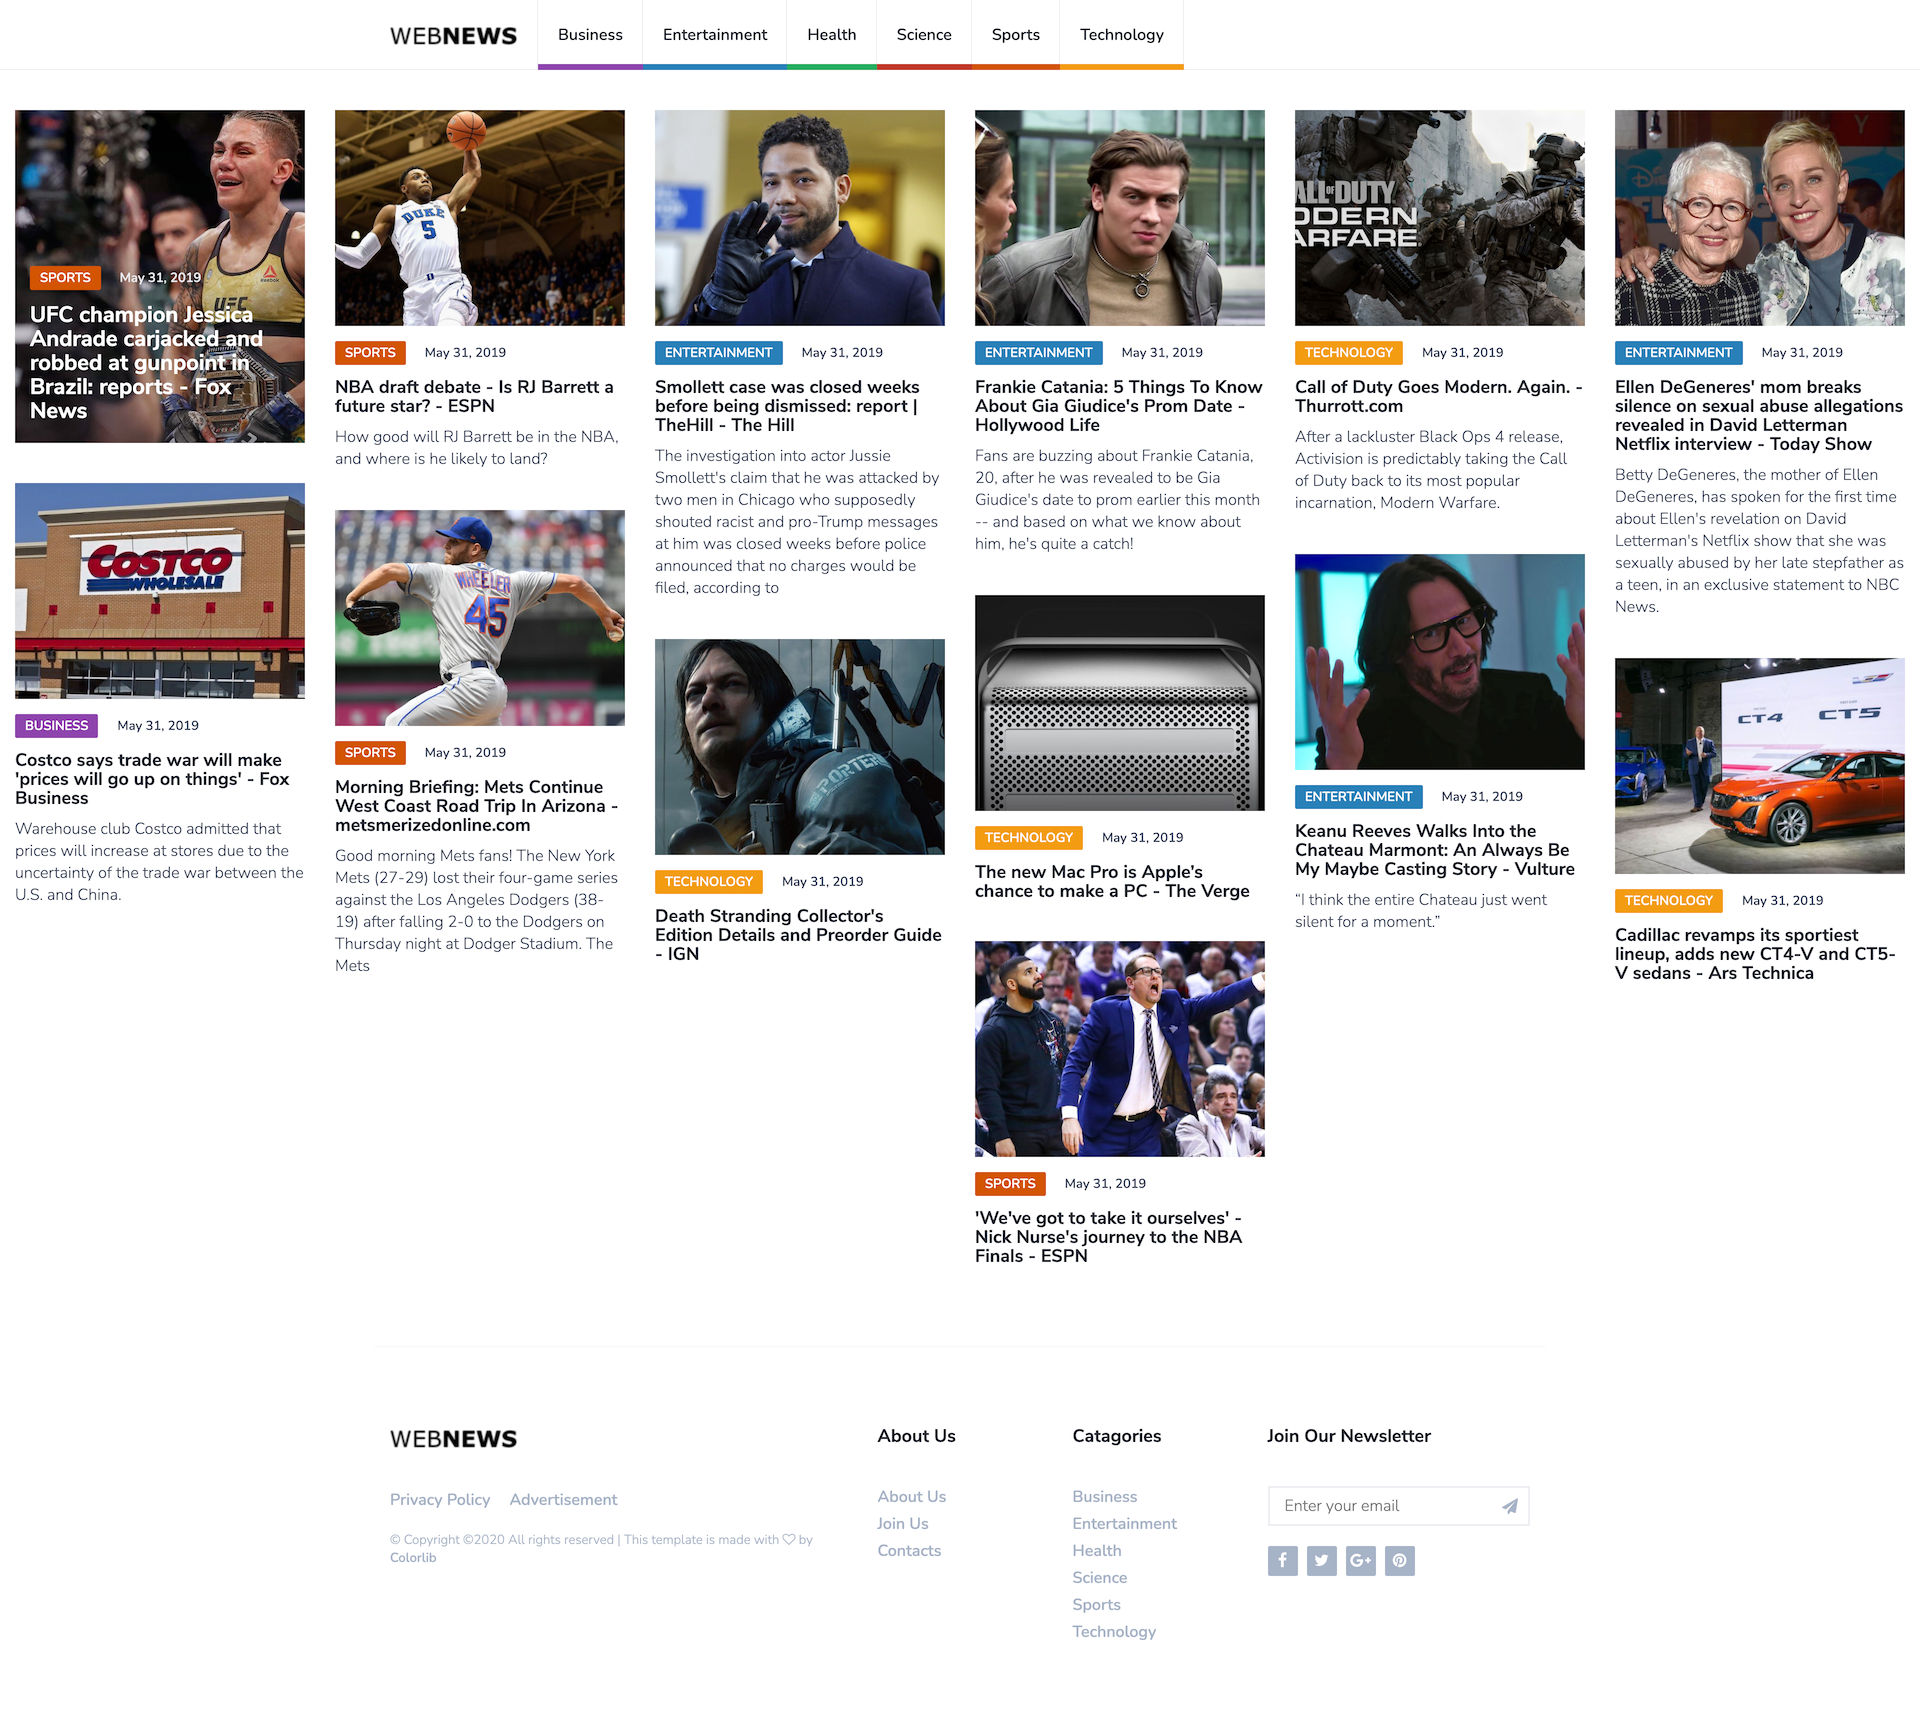 WEBNEWS
Business
Entertainment
Health
Science
Sports
Technology
UFC
Reebok
SPORTS
May 31, 2019
UFC champion Jessica
Andrade carjacked and
robbed at gunpoint in
Brazil: reports - Fox
News
COSTCO
WHOLESALE
BUSINESS
May 31, 2019
Costco says trade war will make
'prices will go up on things' - Fox
Business
Warehouse club Costco admitted that
prices will increase at stores due to the
uncertainty of the trade war between the
U.S. and China.
DUKE
5
SPORTS
May 31, 2019
NBA draft debate - Is RJ Barrett a
future star? - ESPN
How good will RJ Barrett be in the NBA,
and where is he likely to land?
WHEELER
45
SPORTS
May 31, 2019
Morning Briefing: Mets Continue
West Coast Road Trip In Arizona -
metsmerizedonline.com
Good morning Mets fans! The New York
Mets (27-29) lost their four-game series
against the Los Angeles Dodgers (38-
19) after falling 2-0 to the Dodgers on
Thursday night at Dodger Stadium. The
Mets
ENTERTAINMENT
May 31, 2019
Smollett case was closed weeks
before being dismissed: report |
TheHill - The Hill
The investigation into actor Jussie
Smollett's claim that he was attacked by
two men in Chicago who supposedly
shouted racist and pro-Trump messages
at him was closed weeks before police
announced that no charges would be
filed, according to
PORTER
TECHNOLOGY
May 31, 2019
Death Stranding Collector's
Edition Details and Preorder Guide
- IGN
ENTERTAINMENT
May 31, 2019
Frankie Catania: 5 Things To Know
About Gia Giudice's Prom Date -
Hollywood Life
Fans are buzzing about Frankie Catania,
20, after he was revealed to be Gia
Giudice's date to prom earlier this month
-- and based on what we know about
him, he's quite a catch!
TECHNOLOGY
May 31, 2019
The new Mac Pro is Apple’s
chance to make a PC - The Verge
SPORTS
May 31, 2019
'We've got to take it ourselves' -
Nick Nurse's journey to the NBA
Finals - ESPN
ALL OF DUTY
ODERN
ARFARE
TECHNOLOGY
May 31, 2019
Call of Duty Goes Modern. Again. -
Thurrott.com
After a lackluster Black Ops 4 release,
Activision is predictably taking the Call
of Duty back to its most popular
incarnation, Modern Warfare.
ENTERTAINMENT
May 31, 2019
Keanu Reeves Walks Into the
Chateau Marmont: An Always Be
My Maybe Casting Story - Vulture
“I think the entire Chateau just went
silent for a moment.”
ENTERTAINMENT
May 31, 2019
Ellen DeGeneres' mom breaks
silence on sexual abuse allegations
revealed in David Letterman
Netflix interview - Today Show
Betty DeGeneres, the mother of Ellen
DeGeneres, has spoken for the first time
about Ellen's revelation on David
Letterman's Netflix show that she was
sexually abused by her late stepfather as
a teen, in an exclusive statement to NBC
News.
CT4
CT5
TECHNOLOGY
May 31, 2019
Cadillac revamps its sportiest
lineup, adds new CT4-V and CT5-
V sedans - Ars Technica
WEBNEWS
Privacy Policy
Advertisement
© Copyright ©2020 All rights reserved | This template is made with ♡ by
Colorlib
About Us
About Us
Join Us
Contacts
Catagories
Business
Entertainment
Health
Science
Sports
Technology
Join Our Newsletter
Enter your email